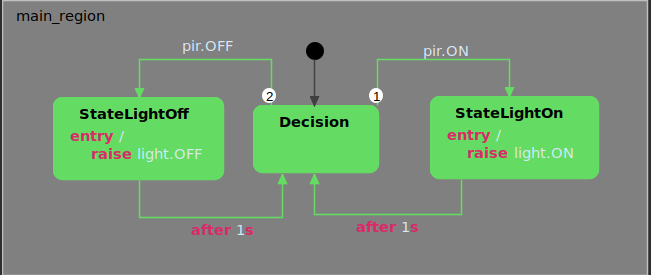 main_region
pir.OFF
pir.ON
2
1
StateLightOff
entry /
raise light.OFF
Decision
StateLightOn
entry /
raise light.ON
after 1s
after 1s